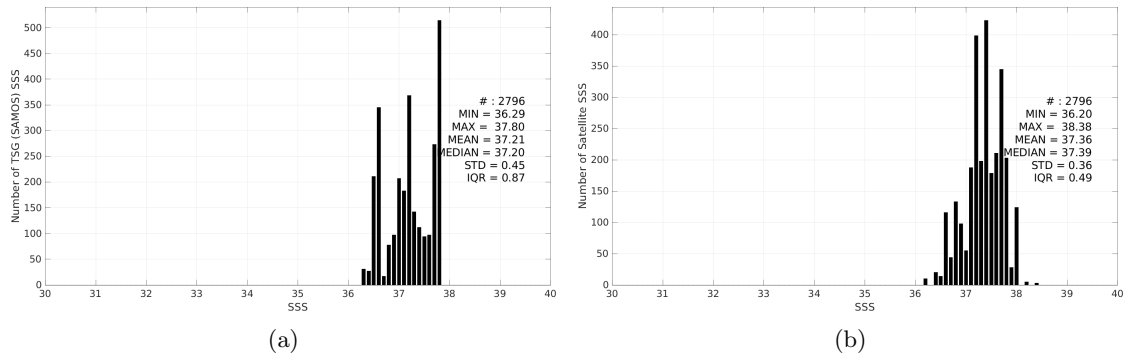 Number of TSG (SAMOS) SSS
500
450
400
350
300
250
200
150
100
50
0
# : 2796
MIN = 36.29
MAX = 37.80
MEAN = 37.21
MEDIAN = 37.20
STD = 0.45
IQR = 0.87
30 31 32 33 34 35 36 37 38 39 40
SSS
(a)
Number of Satellite SSS
400
350
300
250
200
150
100
50
0
# : 2796
MIN = 36.20
MAX = 38.38
MEAN = 37.36
MEDIAN = 37.39
STD = 0.36
IQR = 0.49
30 31 32 33 34 35 36 37 38 39 40
SSS
(b)